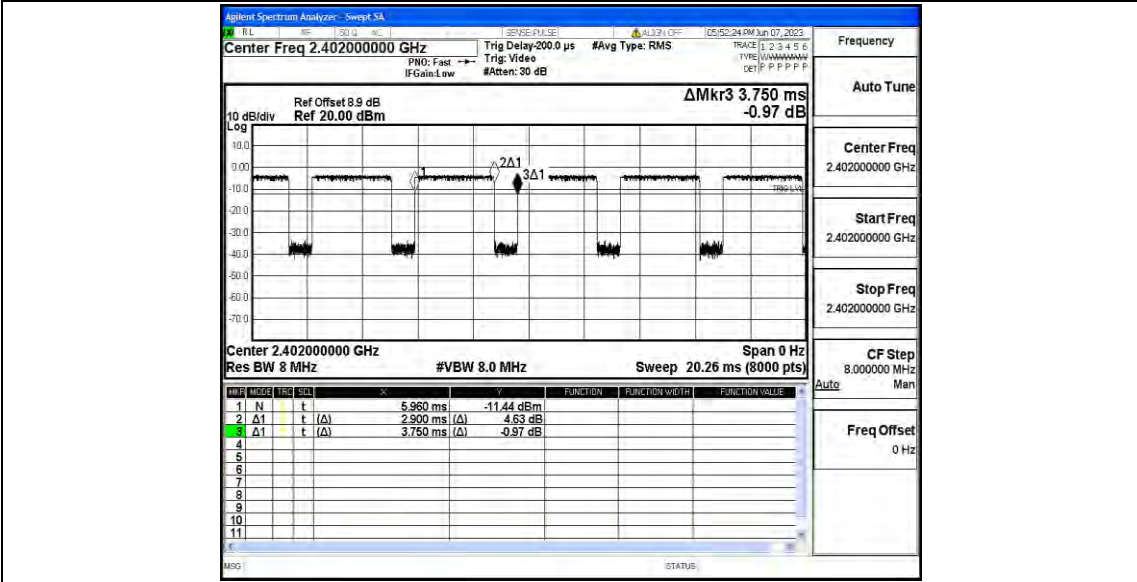 Agilent Spectrum Analyzer - Swept SA
RL RF 50 Ω AC SENSE:PULSE ALIGN OFF 05:52:24 PM Jun 07, 2023
Center Freq 2.402000000 GHz
PNO: Fast
IFGain:Low
Trig Delay-200.0 µs
Trig: Video
#Atten: 30 dB
#Avg Type: RMS
TRACE 1 2 3 4 5 6
TYPE WWWWWW
DET P P P P P P
Ref Offset 8.9 dB
Ref 20.00 dBm
10 dB/div
Log
ΔMkr3 3.750 ms
-0.97 dB
10.0
0.00
-10.0
-20.0
-30.0
-40.0
-50.0
-60.0
-70.0
1
2Δ1
3Δ1
TRIG LVL
Center 2.402000000 GHz Span 0 Hz
Res BW 8 MHz #VBW 8.0 MHz Sweep 20.26 ms (8000 pts)
MKR MODE TRC SCL X Y FUNCTION FUNCTION WIDTH FUNCTION VALUE
1 N t 5.960 ms -11.44 dBm
2 Δ1 t (Δ) 2.900 ms (Δ) 4.63 dB
3 Δ1 t (Δ) 3.750 ms (Δ) -0.97 dB
4
5
6
7
8
9
10
11
MSG STATUS
Frequency
Auto Tune
Center Freq
2.402000000 GHz
Start Freq
2.402000000 GHz
Stop Freq
2.402000000 GHz
CF Step
8.000000 MHz
Auto Man
Freq Offset
0 Hz